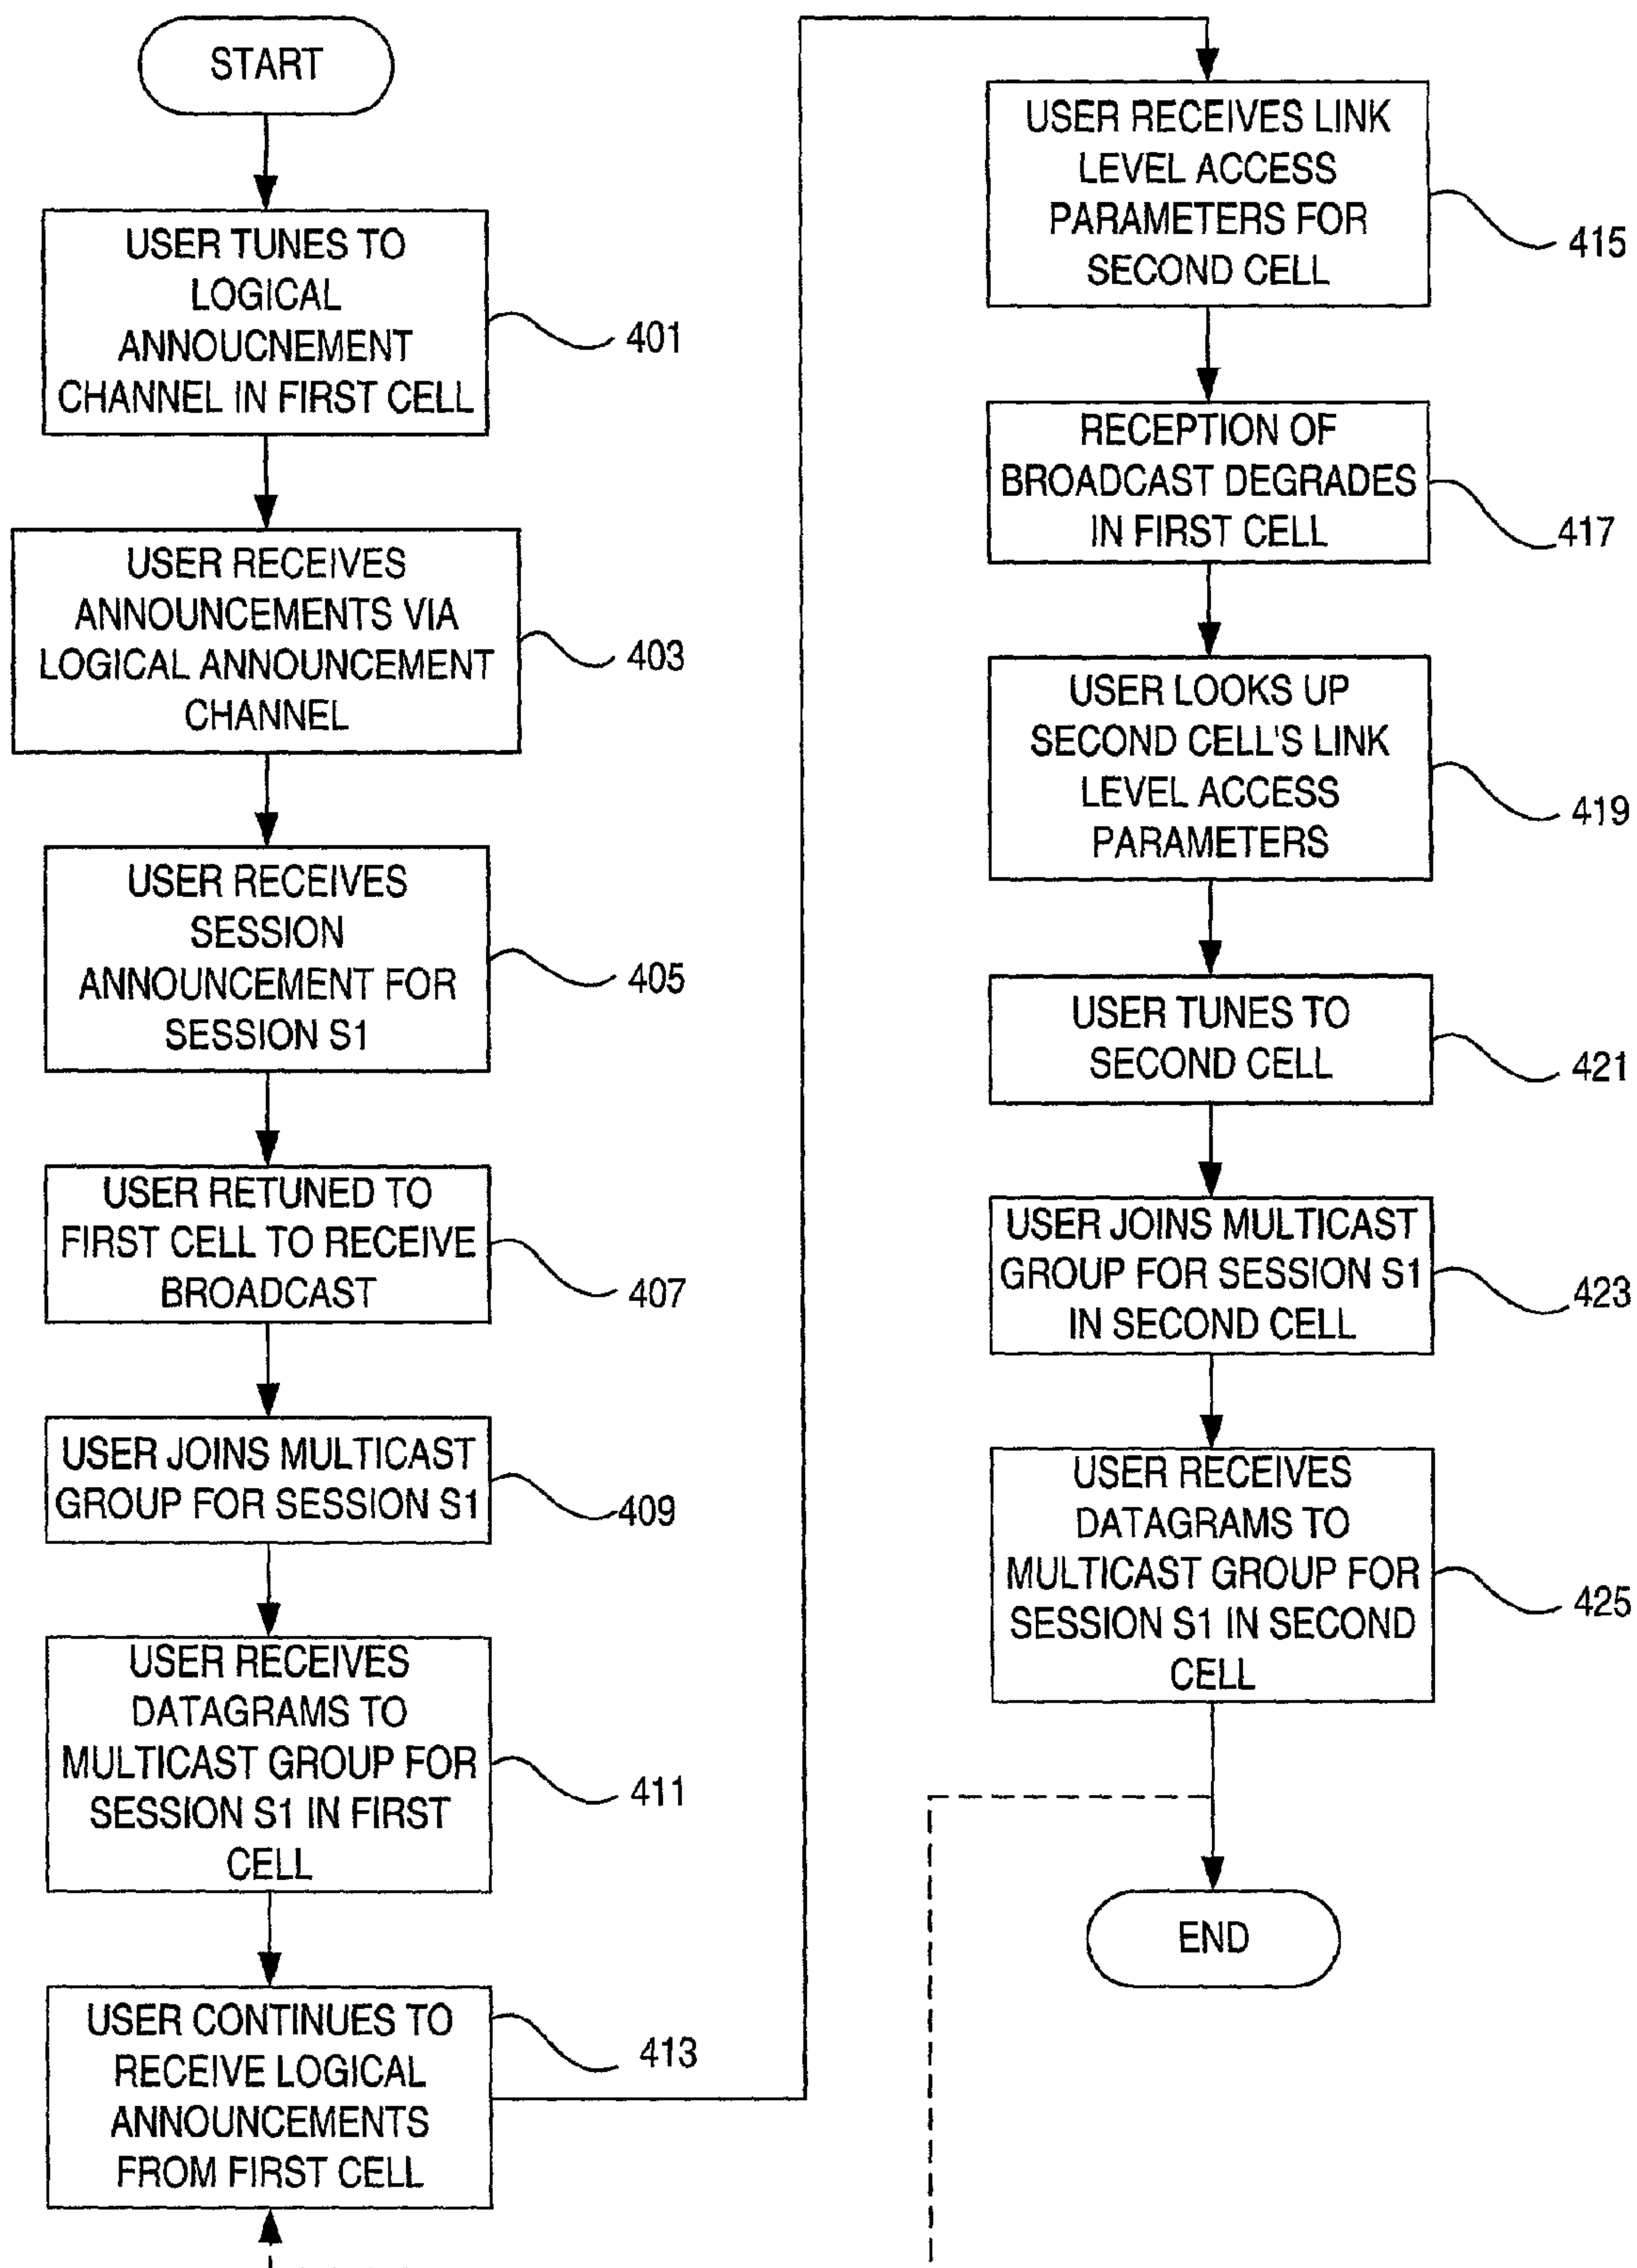 START
USER TUNES TO
LOGICAL
ANNOUCNEMENT
CHANNEL IN FIRST CELL
401
USER RECEIVES
ANNOUNCEMENTS VIA
LOGICAL ANNOUNCEMENT
CHANNEL
403
USER RECEIVES
SESSION
ANNOUNCEMENT FOR
SESSION S1
405
USER RETUNED TO
FIRST CELL TO RECEIVE
BROADCAST
407
USER JOINS MULTICAST
GROUP FOR SESSION S1
409
USER RECEIVES
DATAGRAMS TO
MULTICAST GROUP FOR
SESSION S1 IN FIRST
CELL
411
USER CONTINUES TO
RECEIVE LOGICAL
ANNOUNCEMENTS
FROM FIRST CELL
413
USER RECEIVES LINK
LEVEL ACCESS
PARAMETERS FOR
SECOND CELL
415
RECEPTION OF
BROADCAST DEGRADES
IN FIRST CELL
417
USER LOOKS UP
SECOND CELL'S LINK
LEVEL ACCESS
PARAMETERS
419
USER TUNES TO
SECOND CELL
421
USER JOINS MULTICAST
GROUP FOR SESSION S1
IN SECOND CELL
423
USER RECEIVES
DATAGRAMS TO
MULTICAST GROUP FOR
SESSION S1 IN SECOND
CELL
425
END